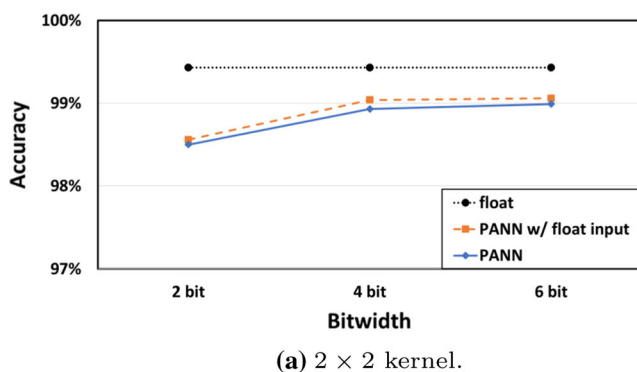 100%
99%
98%
97%
Accuracy
float
PANN w/ float input
PANN
2 bit
4 bit
6 bit
Bitwidth
(a) 2 × 2 kernel.